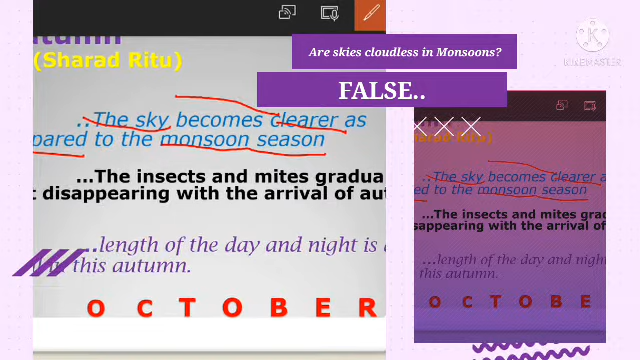 Are skies cloudless in Monsoons?
FALSE..
KINEMASTER
(Sharad Ritu)
..The sky becomes clearer as
pared to the monsoon season
...The insects and mites gradua
t disappearing with the arrival of au
...length of the day and night is
this autumn.
O C T O B E R
..The sky becomes clearer a
ed to the monsoon season
...The insects and mites grad
sappearing with the arrival of
...length of the day and night
this autumn.
O C T O B E